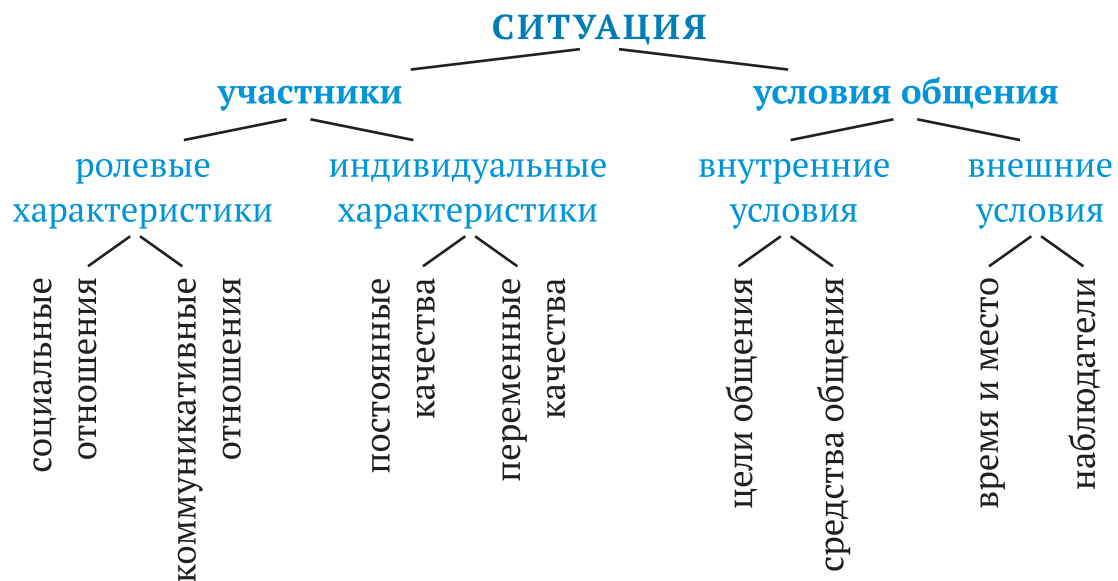 СИТУАЦИЯ
участники
условия общения
ролевые
характеристики
индивидуальные
характеристики
внутренние
условия
внешние
условия
социальные
отношения
коммуникативные
отношения
постоянные
качества
переменные
качества
цели общения
средства общения
время и место
наблюдатели